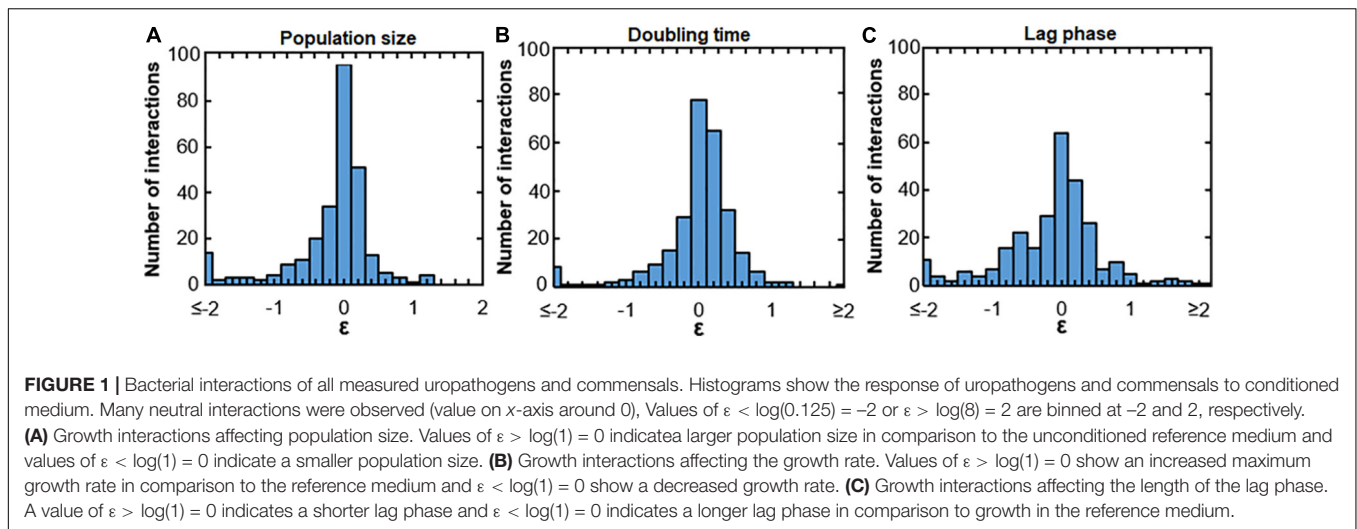 A Population size
B Doubling time
C Lag phase
Number of interactions
100
80
60
40
20
0
≤-2 -1 0 1 2
ε
Number of interactions
100
80
60
40
20
0
≤-2 -1 0 1 ≥2
ε
Number of interactions
100
80
60
40
20
0
≤-2 -1 0 1 ≥2
ε
FIGURE 1 | Bacterial interactions of all measured uropathogens and commensals. Histograms show the response of uropathogens and commensals to conditioned
medium. Many neutral interactions were observed (value on x-axis around 0), Values of ε < log(0.125) = –2 or ε > log(8) = 2 are binned at –2 and 2, respectively.
(A) Growth interactions affecting population size. Values of ε > log(1) = 0 indicatea larger population size in comparison to the unconditioned reference medium and
values of ε < log(1) = 0 indicate a smaller population size. (B) Growth interactions affecting the growth rate. Values of ε > log(1) = 0 show an increased maximum
growth rate in comparison to the reference medium and ε < log(1) = 0 show a decreased growth rate. (C) Growth interactions affecting the length of the lag phase.
A value of ε > log(1) = 0 indicates a shorter lag phase and ε < log(1) = 0 indicates a longer lag phase in comparison to growth in the reference medium.